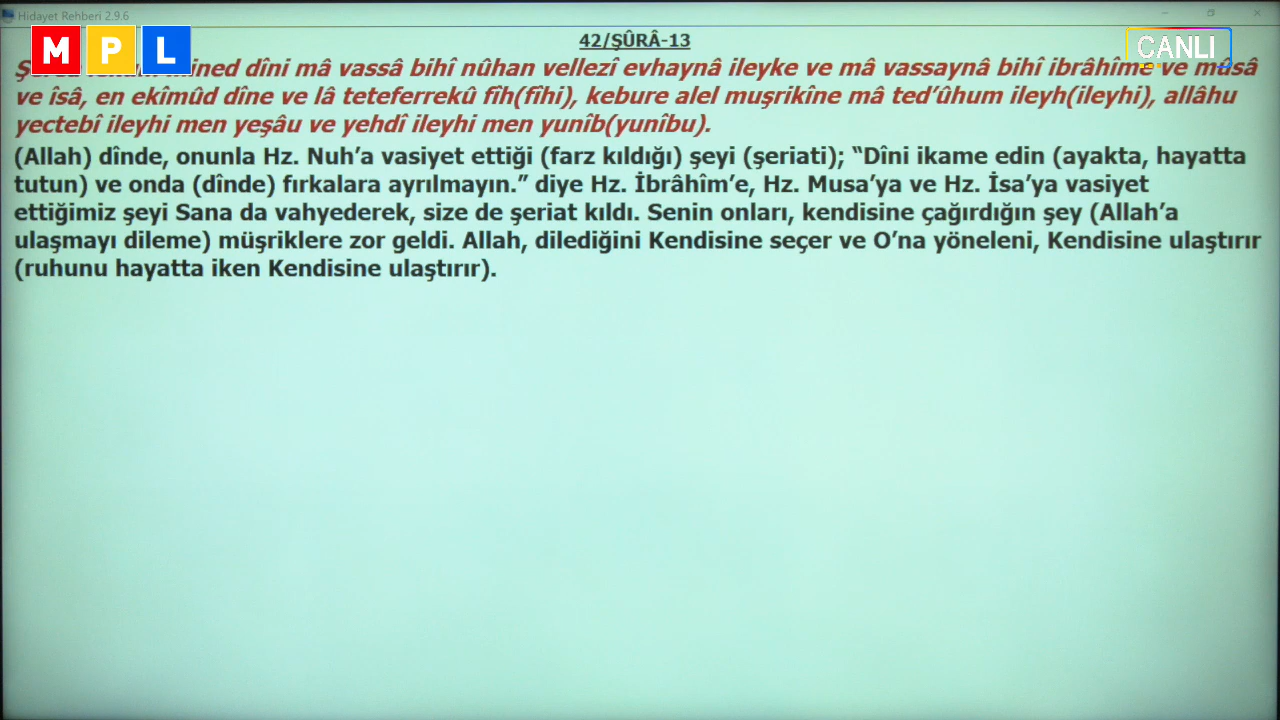 Hidayet Rehberi 2.9.6
MPL
CANLI
42/ŞÛRÂ-13
dîni mâ vassâ bihî nûhan vellezî evhaynâ ileyke ve mâ vassaynâ bihî ibrâhîme ve mûsâ
ve îsâ, en ekîmûd dîne ve lâ teteferrekû fîh(fîhi), kebure alel muşrikîne mâ ted’ûhum ileyh(ileyhi), allâhu
yectebî ileyhi men yeşâu ve yehdî ileyhi men yunîb(yunîbu).
(Allah) dînde, onunla Hz. Nuh’a vasiyet ettiği (farz kıldığı) şeyi (şeriati); “Dîni ikame edin (ayakta, hayatta
tutun) ve onda (dînde) fırkalara ayrılmayın.” diye Hz. İbrâhîm’e, Hz. Musa’ya ve Hz. İsa’ya vasiyet
ettiğimiz şeyi Sana da vahyederek, size de şeriat kıldı. Senin onları, kendisine çağırdığın şey (Allah’a
ulaşmayı dileme) müşriklere zor geldi. Allah, dilediğini Kendisine seçer ve O’na yöneleni, Kendisine ulaştırır
(ruhunu hayatta iken Kendisine ulaştırır).